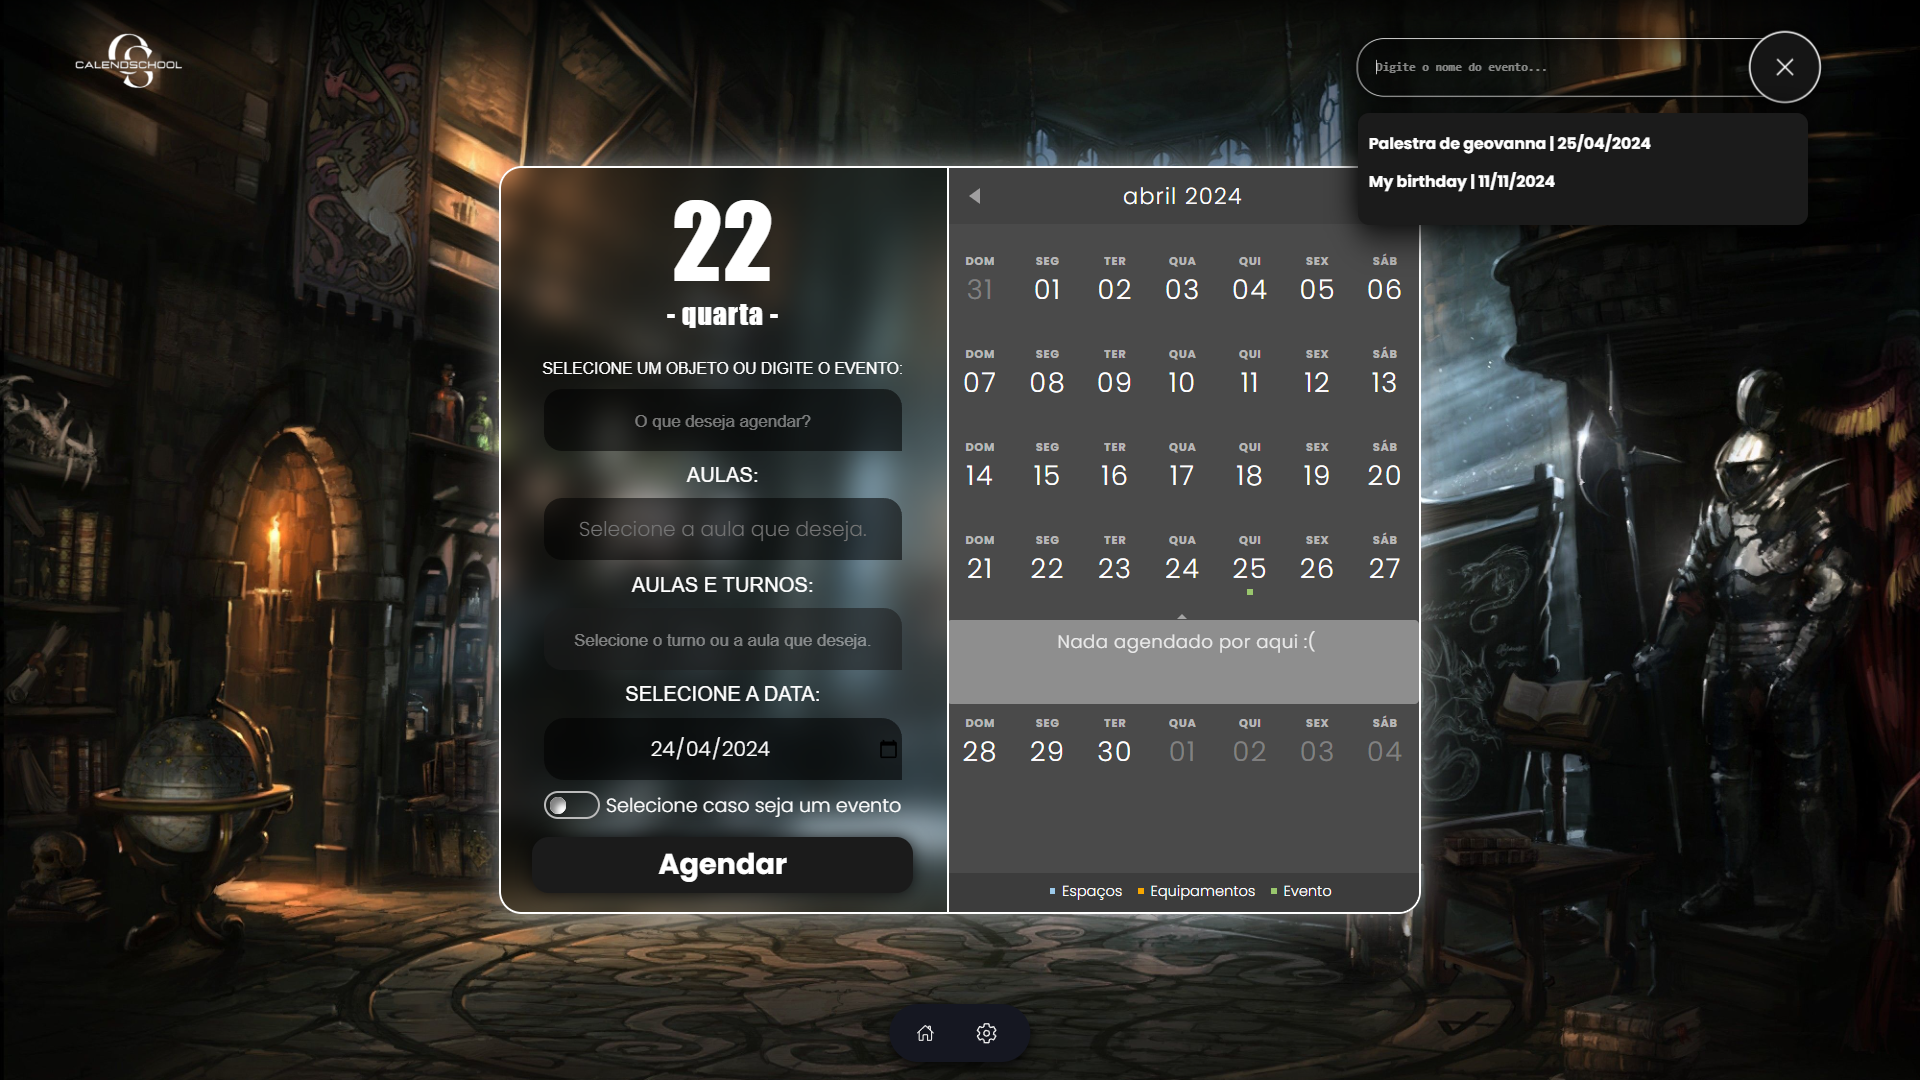 CALENDSCHOOL
Digite o nome do evento...
Palestra de geovanna | 25/04/2024
My birthday | 11/11/2024
22
- quarta -
SELECIONE UM OBJETO OU DIGITE O EVENTO:
O que deseja agendar?
AULAS:
Selecione a aula que deseja.
AULAS E TURNOS:
Selecione o turno ou a aula que deseja.
SELECIONE A DATA:
24/04/2024
Selecione caso seja um evento
Agendar
abril 2024
DOM SEG TER QUA QUI SEX SÁB
31 01 02 03 04 05 06
DOM SEG TER QUA QUI SEX SÁB
07 08 09 10 11 12 13
DOM SEG TER QUA QUI SEX SÁB
14 15 16 17 18 19 20
DOM SEG TER QUA QUI SEX SÁB
21 22 23 24 25 26 27
Nada agendado por aqui :(
DOM SEG TER QUA QUI SEX SÁB
28 29 30 01 02 03 04
Espaços Equipamentos Evento